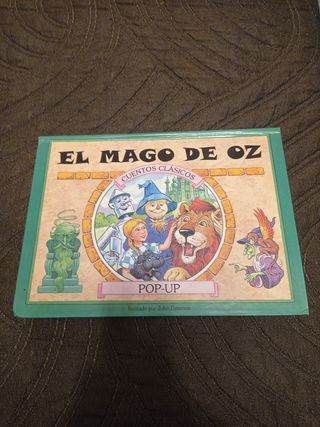 EL MAGO DE OZ
CUENTOS CLÁSICOS
POP-UP
Ilustrado por John Patience